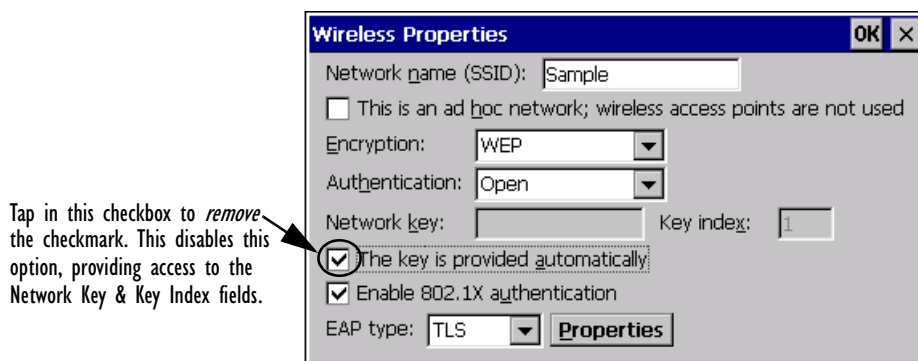 Wireless Properties OK ×
Network name (SSID): Sample
This is an ad hoc network; wireless access points are not used
Encryption: WEP
Authentication: Open
Network key: Key index: 1
The key is provided automatically
Enable 802.1X authentication
EAP type: TLS Properties
Tap in this checkbox to remove
the checkmark. This disables this
option, providing access to the
Network Key & Key Index fields.